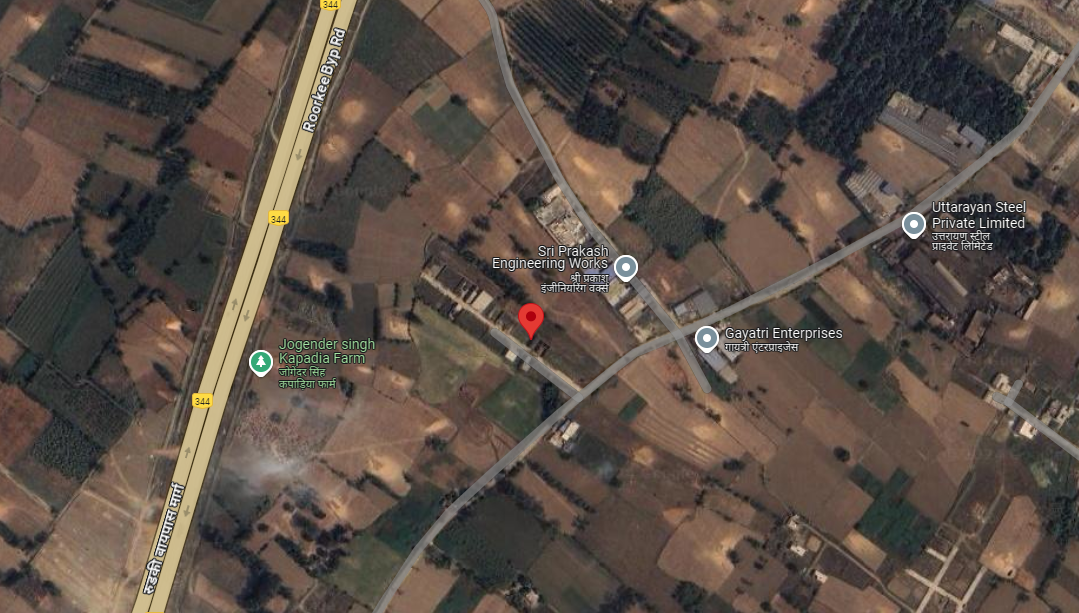 344
Roorkee Byp Rd
344
Uttarayan Steel
Private Limited
उत्तरायण स्टील
प्राइवेट लिमिटेड
Sri Prakash
Engineering Works
श्री प्रकाश
इंजीनियरिंग वर्क्स
Gayatri Enterprises
गायत्री एंटरप्राइजेस
Jogender singh
Kapadia Farm
जोगेंदर सिंह
कपाडिया फार्म
344
रुड़की बायपास मार्ग